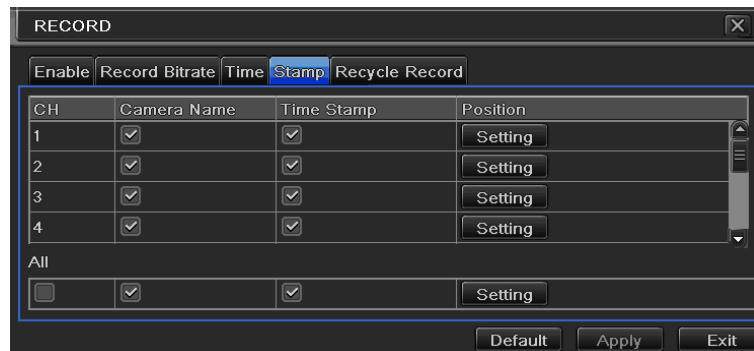 RECORD
Enable Record Bitrate Time Stamp Recycle Record
CH Camera Name Time Stamp Position
1 Setting
2 Setting
3 Setting
4 Setting
All
Setting
Default Apply Exit